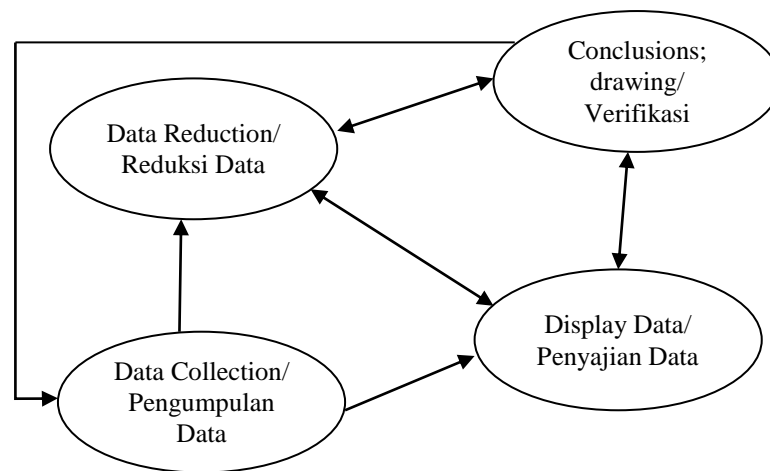 Conclusions;
drawing/
Verifikasi
Data Reduction/
Reduksi Data
Display Data/
Penyajian Data
Data Collection/
Pengumpulan
Data